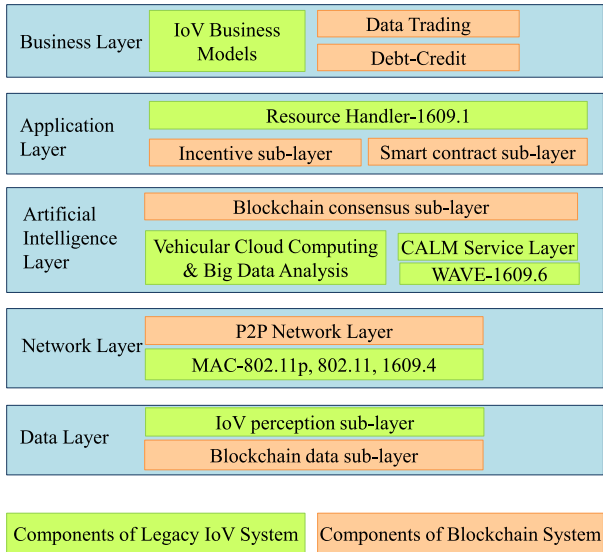 Business Layer
IoV Business
Models
Data Trading
Debt-Credit
Application
Layer
Resource Handler-1609.1
Incentive sub-layer
Smart contract sub-layer
Artificial
Intelligence
Layer
Blockchain consensus sub-layer
Vehicular Cloud Computing
& Big Data Analysis
CALM Service Layer
WAVE-1609.6
Network Layer
P2P Network Layer
MAC-802.11p, 802.11, 1609.4
Data Layer
IoV perception sub-layer
Blockchain data sub-layer
Components of Legacy IoV System
Components of Blockchain System